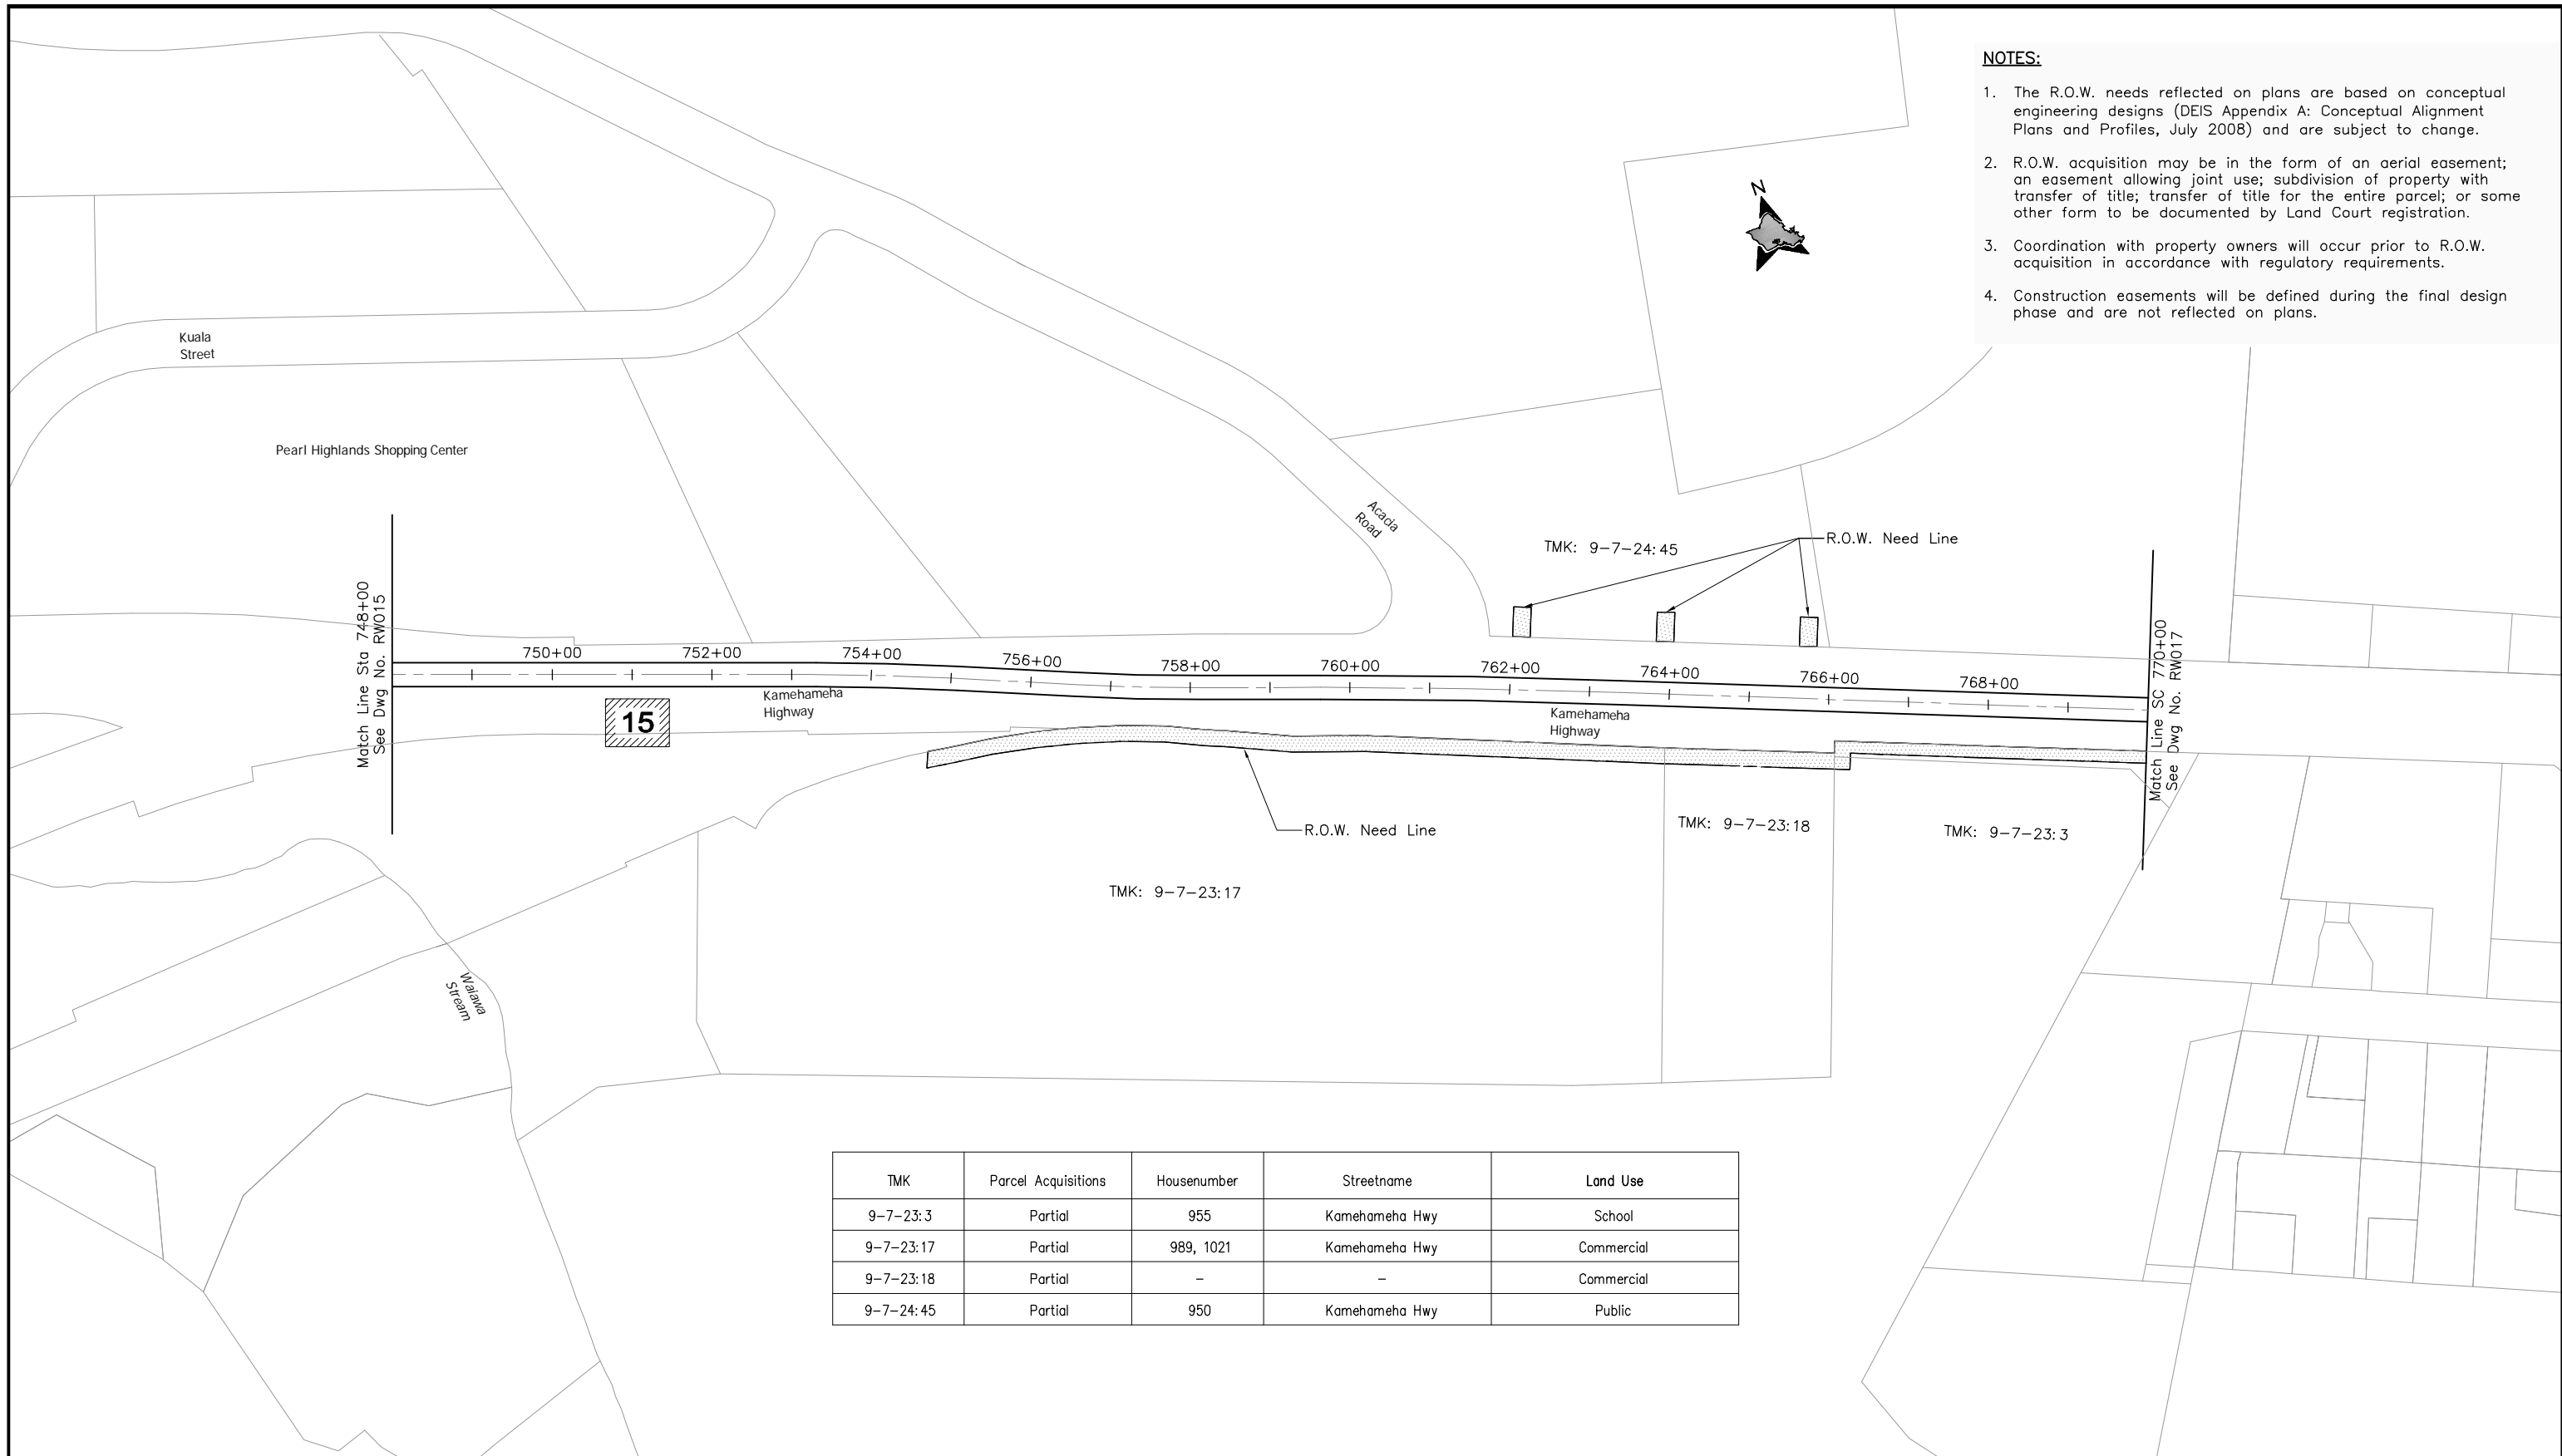 NOTES:
1. The R.O.W. needs reflected on plans are based on conceptual
engineering designs (DEIS Appendix A: Conceptual Alignment
Plans and Profiles, July 2008) and are subject to change.
2. R.O.W. acquisition may be in the form of an aerial easement;
an easement allowing joint use; subdivision of property with
transfer of title; transfer of title for the entire parcel; or some
other form to be documented by Land Court registration.
3. Coordination with property owners will occur prior to R.O.W.
acquisition in accordance with regulatory requirements.
4. Construction easements will be defined during the final design
phase and are not reflected on plans.
N
Kuala
Street
Pearl Highlands Shopping Center
Acacia
Road
TMK: 9-7-24:45
R.O.W. Need Line
Match Line Sta 748+00
See Dwg No. RW015
750+00
752+00
754+00
756+00
758+00
760+00
762+00
764+00
766+00
768+00
Match Line SC 770+00
See Dwg No. RW017
15
Kamehameha
Highway
Kamehameha
Highway
R.O.W. Need Line
TMK: 9-7-23:18
TMK: 9-7-23:3
TMK: 9-7-23:17
Waiawa
Stream
TMK Parcel Acquisitions Housenumber Streetname Land Use
9-7-23:3 Partial 955 Kamehameha Hwy School
9-7-23:17 Partial 989, 1021 Kamehameha Hwy Commercial
9-7-23:18 Partial - - Commercial
9-7-24:45 Partial 950 Kamehameha Hwy Public